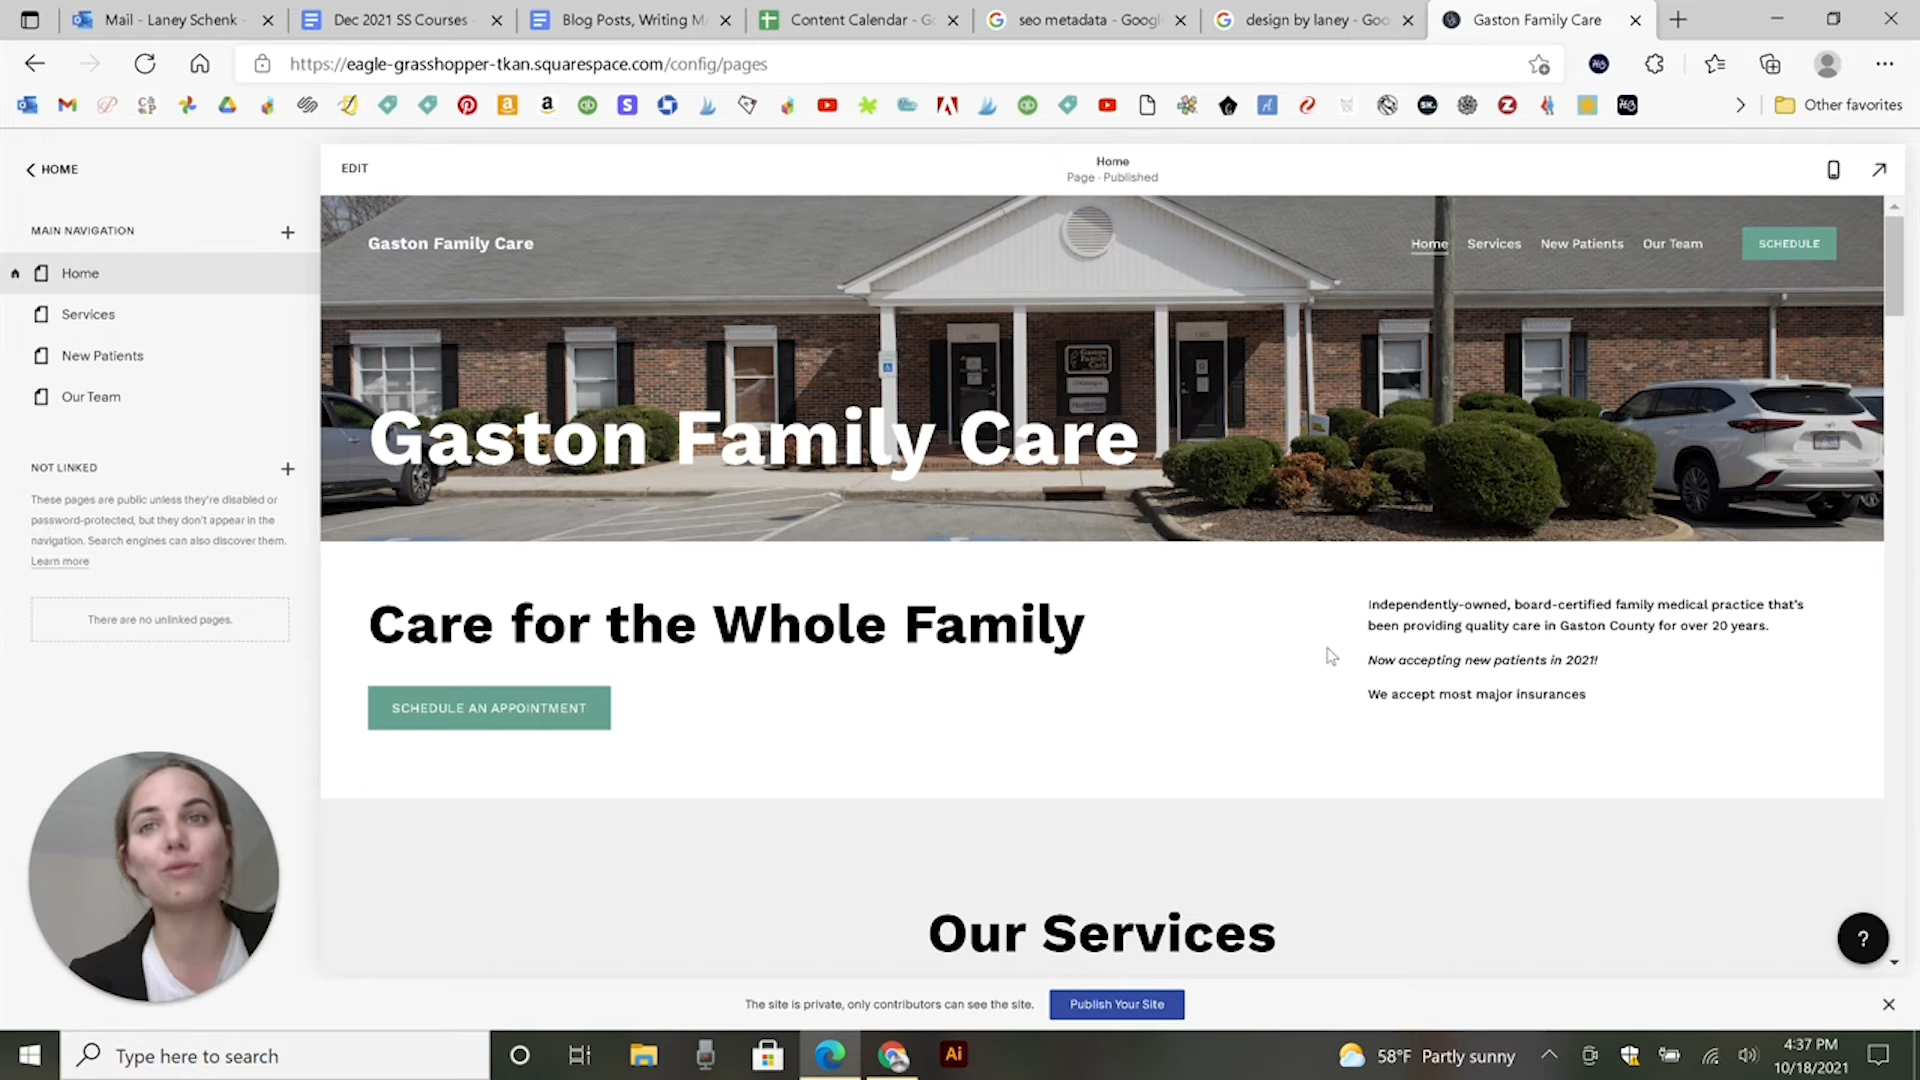 Mail - Laney Schenk -
Dec 2021 SS Courses -
Blog Posts, Writing M
Content Calendar - G
seo metadata - Googl
design by laney - Goo
Gaston Family Care
https://eagle-grasshopper-tkan.squarespace.com/config/pages
Other favorites
HOME
EDIT
Home
Page · Published
MAIN NAVIGATION
Home
Services
New Patients
Our Team
NOT LINKED
These pages are public unless they're disabled or
password-protected, but they don't appear in the
navigation. Search engines can also discover them.
Learn more
There are no unlinked pages.
Gaston Family Care
Home Services New Patients Our Team SCHEDULE
Gaston Family Care
Care for the Whole Family
SCHEDULE AN APPOINTMENT
Independently-owned, board-certified family medical practice that's
been providing quality care in Gaston County for over 20 years.
Now accepting new patients in 2021!
We accept most major insurances
Our Services
?
The site is private, only contributors can see the site.
Publish Your Site
Type here to search
Ai
58°F Partly sunny
4:37 PM
10/18/2021